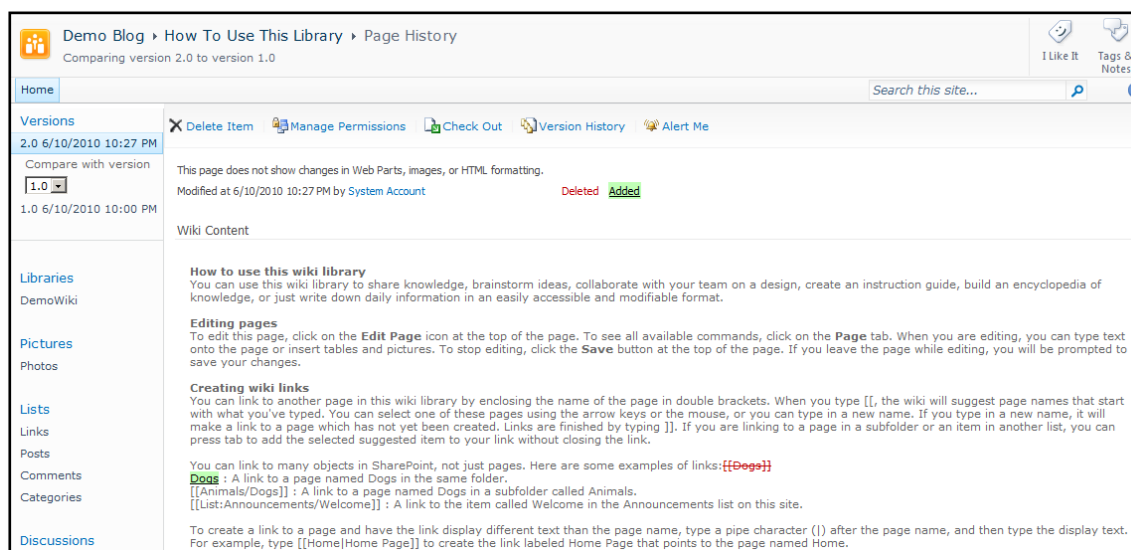 Demo Blog ▸ How To Use This Library ▸ Page History
Comparing version 2.0 to version 1.0
I Like It
Tags &
Notes
Home
Search this site...
Versions
2.0 6/10/2010 10:27 PM
Compare with version
1.0
1.0 6/10/2010 10:00 PM
Libraries
DemoWiki
Pictures
Photos
Lists
Links
Posts
Comments
Categories
Discussions
Delete Item
Manage Permissions
Check Out
Version History
Alert Me
This page does not show changes in Web Parts, images, or HTML formatting.
Modified at 6/10/2010 10:27 PM by System Account
Deleted Added
Wiki Content
How to use this wiki library
You can use this wiki library to share knowledge, brainstorm ideas, collaborate with your team on a design, create an instruction guide, build an encyclopedia of
knowledge, or just write down daily information in an easily accessible and modifiable format.
Editing pages
To edit this page, click on the Edit Page icon at the top of the page. To see all available commands, click on the Page tab. When you are editing, you can type text
onto the page or insert tables and pictures. To stop editing, click the Save button at the top of the page. If you leave the page while editing, you will be prompted to
save your changes.
Creating wiki links
You can link to another page in this wiki library by enclosing the name of the page in double brackets. When you type [[, the wiki will suggest page names that start
with what you've typed. You can select one of these pages using the arrow keys or the mouse, or you can type in a new name. If you type in a new name, it will
make a link to a page which has not yet been created. Links are finished by typing ]]. If you are linking to a page in a subfolder or an item in another list, you can
press tab to add the selected suggested item to your link without closing the link.
You can link to many objects in SharePoint, not just pages. Here are some examples of links:[[Dogs]]
Dogs : A link to a page named Dogs in the same folder.
[[Animals/Dogs]] : A link to a page named Dogs in a subfolder called Animals.
[[List:Announcements/Welcome]] : A link to the item called Welcome in the Announcements list on this site.
To create a link to a page and have the link display different text than the page name, type a pipe character (|) after the page name, and then type the display text.
For example, type [[Home|Home Page]] to create the link labeled Home Page that points to the page named Home.